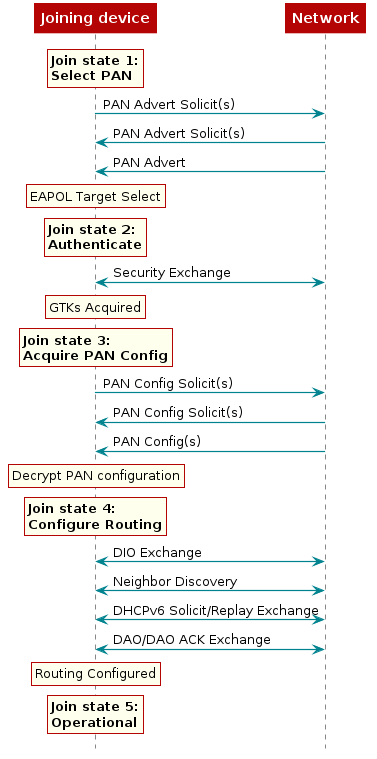 Joining device
Network
Join state 1:
Select PAN
PAN Advert Solicit(s)
PAN Advert Solicit(s)
PAN Advert
EAPOL Target Select
Join state 2:
Authenticate
Security Exchange
GTKs Acquired
Join state 3:
Acquire PAN Config
PAN Config Solicit(s)
PAN Config Solicit(s)
PAN Config(s)
Decrypt PAN configuration
Join state 4:
Configure Routing
DIO Exchange
Neighbor Discovery
DHCPv6 Solicit/Replay Exchange
DAO/DAO ACK Exchange
Routing Configured
Join state 5:
Operational